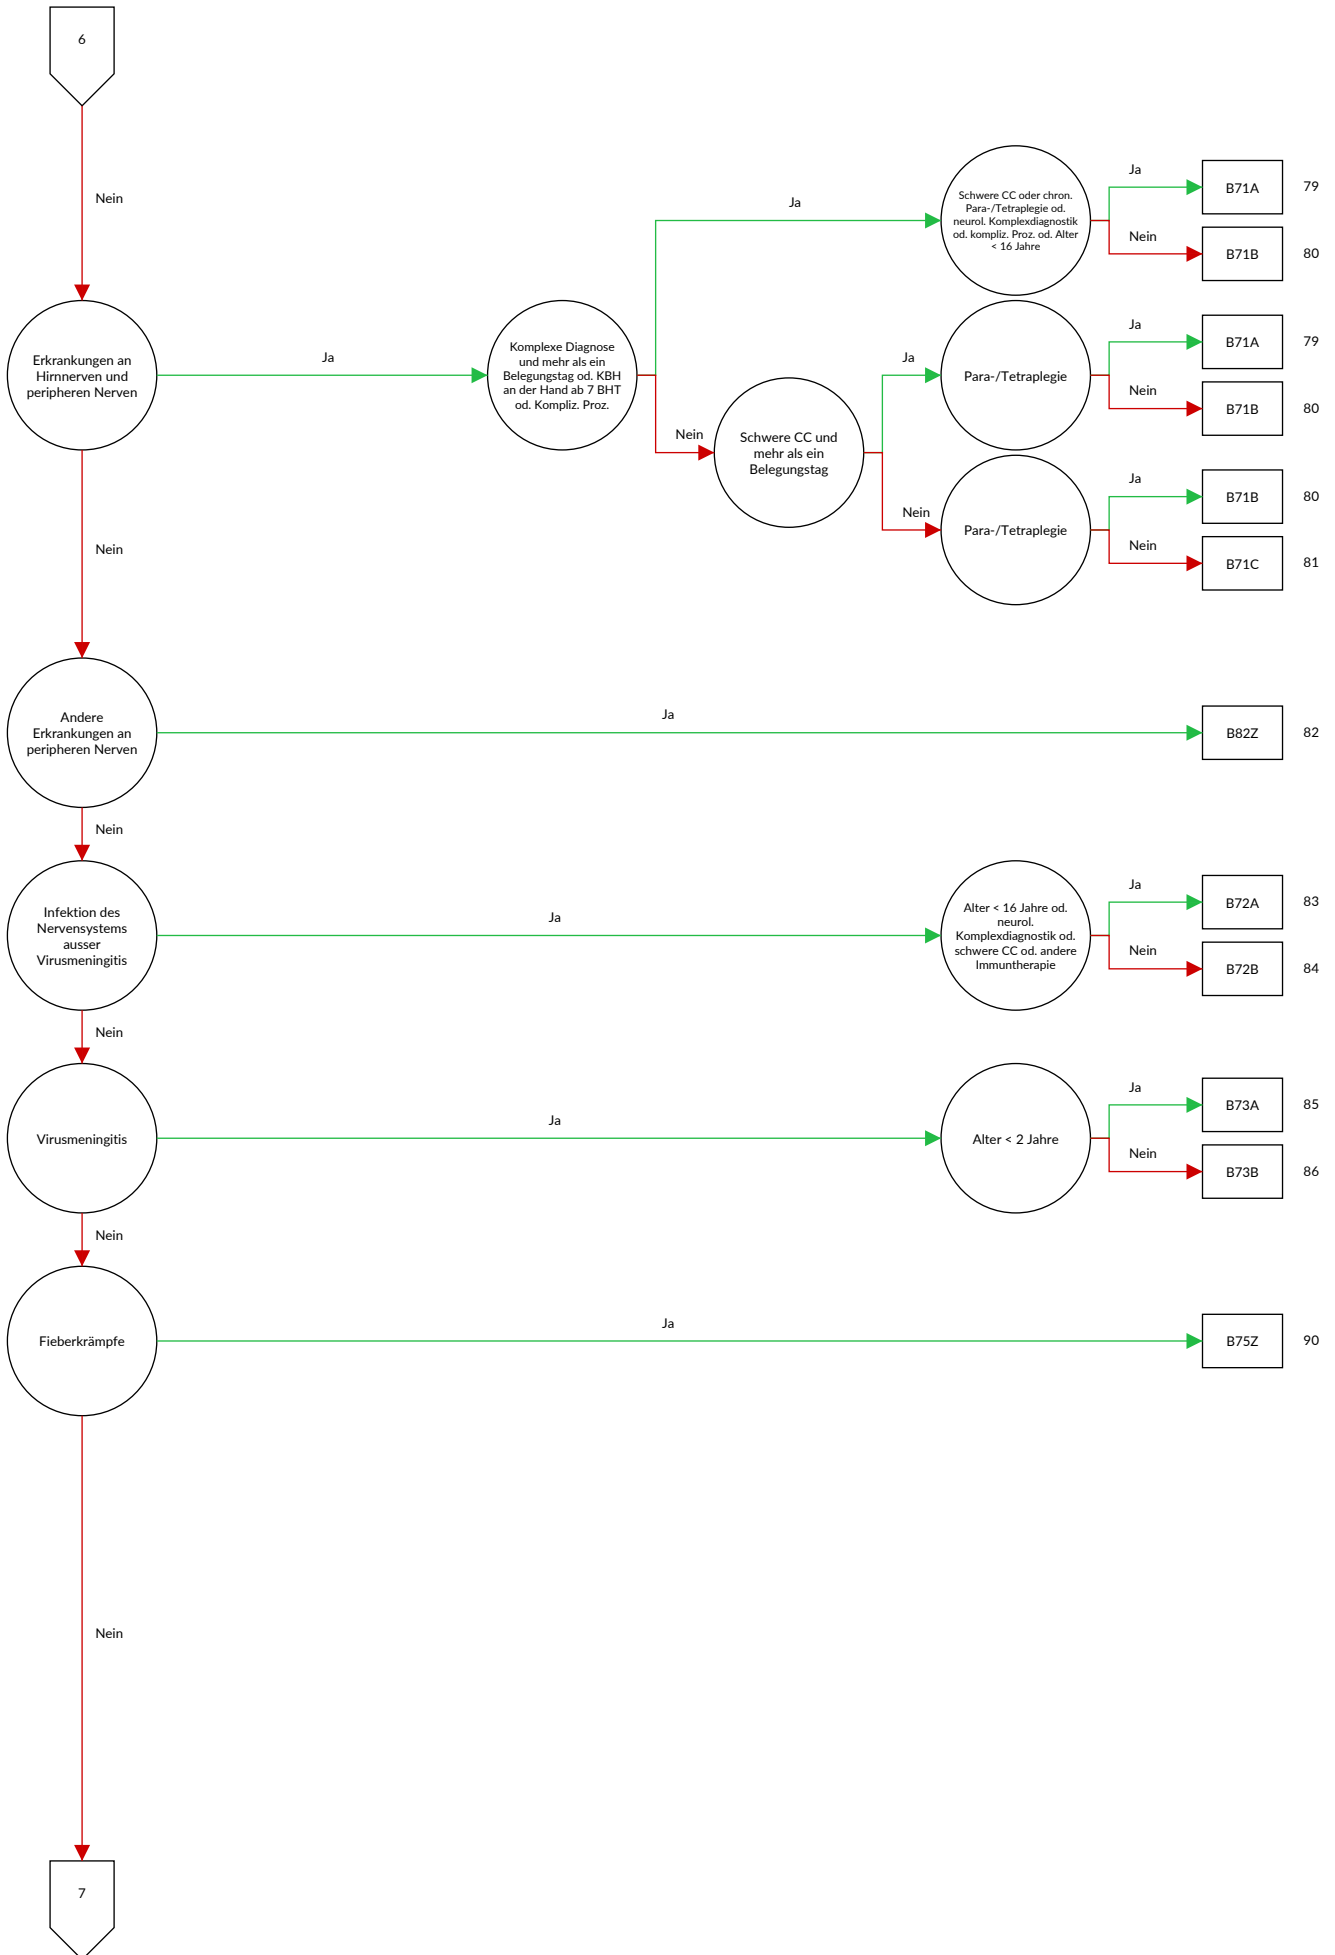 6
Nein
Erkrankungen an
Hirnnerven und
peripheren Nerven
Ja
Komplexe Diagnose
und mehr als ein
Belegungstag od. KBH
an der Hand ab 7 BHT
od. Kompliz. Proz.
Ja
Schwere CC oder chron.
Para-/Tetraplegie od.
neurol. Komplexdiagnostik
od. kompliz. Proz. od. Alter
< 16 Jahre
Ja
B71A
79
Nein
B71B
80
Nein
Schwere CC und
mehr als ein
Belegungstag
Ja
Para-/Tetraplegie
Ja
B71A
79
Nein
B71B
80
Nein
Para-/Tetraplegie
Ja
B71B
80
Nein
B71C
81
Nein
Andere
Erkrankungen an
peripheren Nerven
Ja
B82Z
82
Nein
Infektion des
Nervensystems
ausser
Virusmeningitis
Ja
Alter < 16 Jahre od.
neurol.
Komplexdiagnostik od.
schwere CC od. andere
Immuntherapie
Ja
B72A
83
Nein
B72B
84
Nein
Virusmeningitis
Ja
Alter < 2 Jahre
Ja
B73A
85
Nein
B73B
86
Nein
Fieberkrämpfe
Ja
B75Z
90
Nein
7